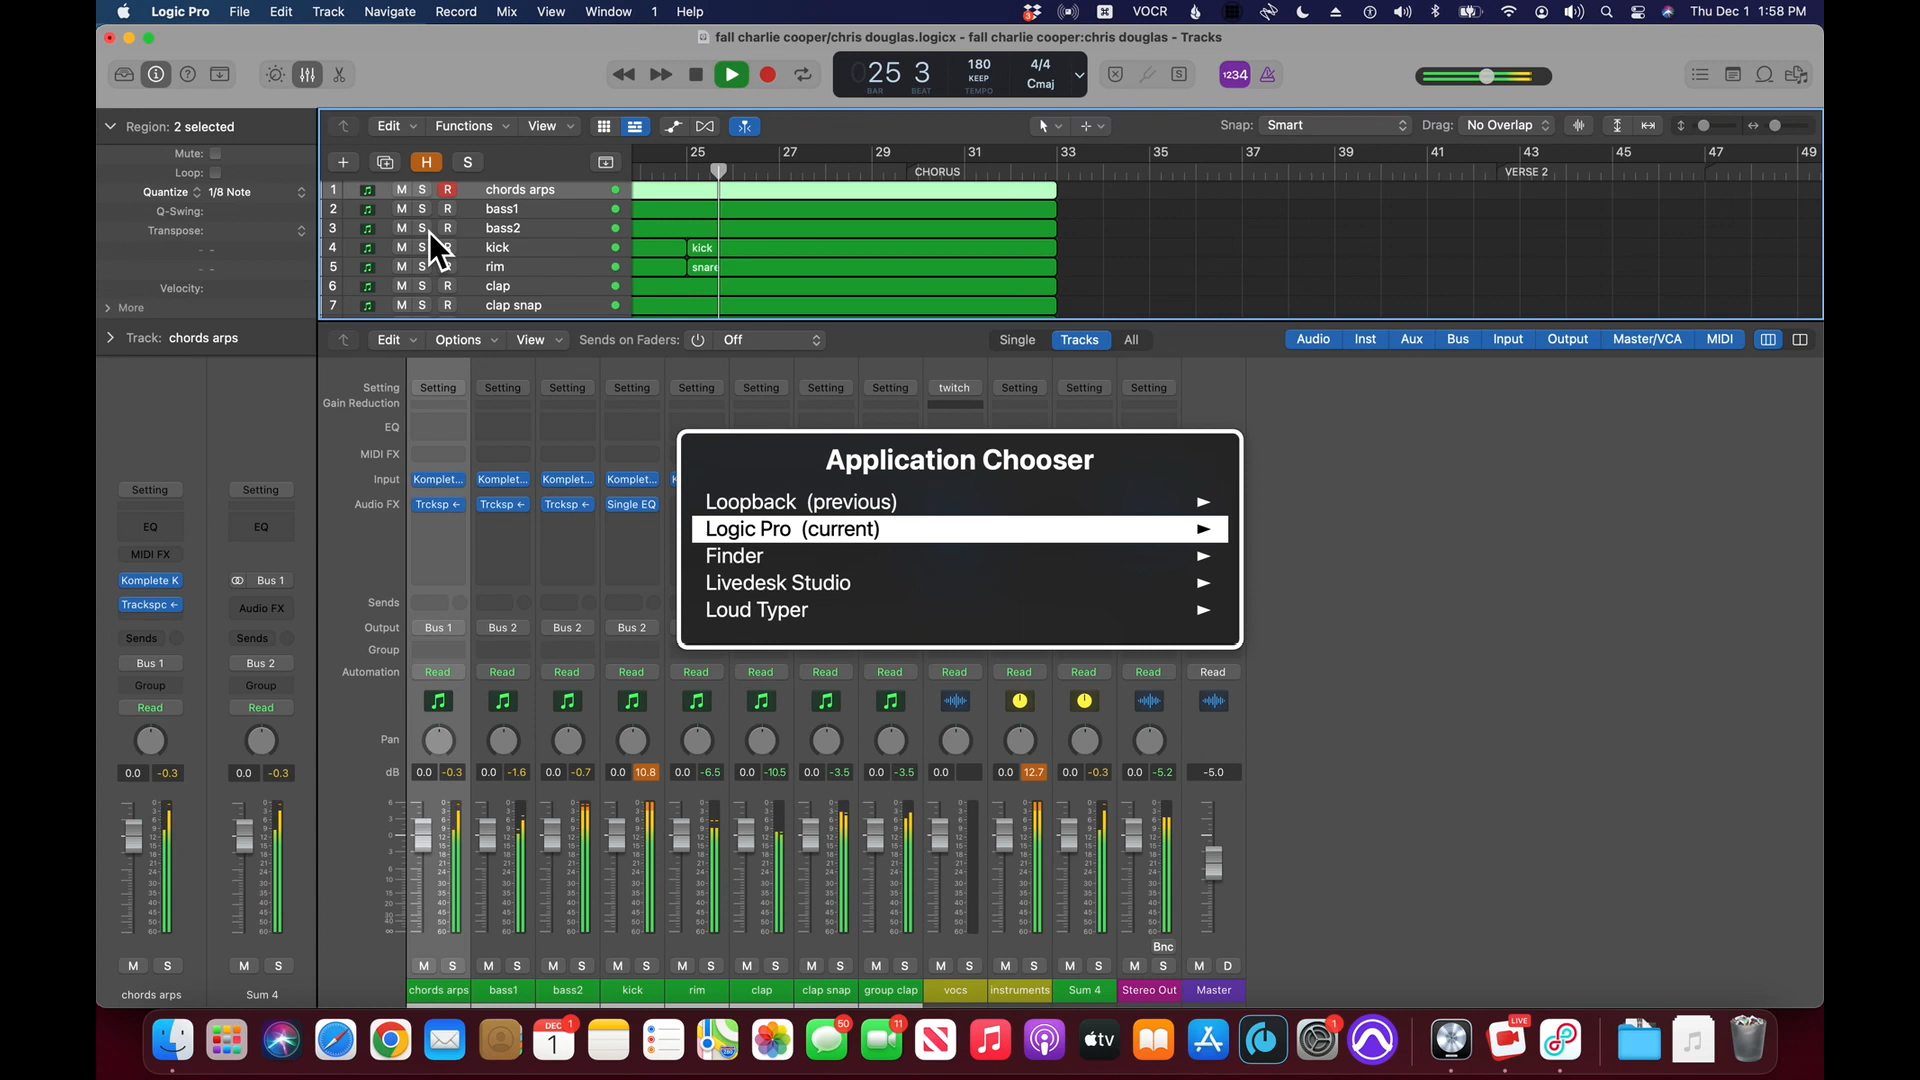 Logic Pro File Edit Track Navigate Record Mix View Window 1 Help VOCR Thu Dec 1 1:58 PM
fall charlie cooper/chris douglas.logicx - fall charlie cooper:chris douglas - Tracks
025 3 180 4/4
KEEP Cmaj
BAR BEAT TEMPO
1234
Region: 2 selected
Edit Functions View Snap: Smart Drag: No Overlap
Mute:
Loop:
Quantize 1/8 Note
Q-Swing:
Transpose:
Velocity:
More
H S
25 27 29 31 33 35 37 39 41 43 45 47 49
CHORUS VERSE 2
1 M S R chords arps
2 M S R bass1
3 M S R bass2
4 M S R kick kick
5 M S R rim snare
6 M S R clap
7 M S R clap snap
Track: chords arps
Edit Options View Sends on Faders: Off Single Tracks All Audio Inst Aux Bus Input Output Master/VCA MIDI
Setting Setting Setting Setting Setting Setting Setting Setting Setting twitch Setting Setting Setting
Gain Reduction
EQ
MIDI FX
Input Komplet... Komplet... Komplet... Komplet...
Audio FX Trcksp Trcksp Trcksp Single EQ
Sends
Output Bus 1 Bus 2 Bus 2 Bus 2
Group
Automation Read Read Read Read Read Read Read Read Read Read Read Read Read
Pan
dB 0.0 -0.3 0.0 -1.6 0.0 -0.7 0.0 10.8 0.0 -6.5 0.0 -10.5 0.0 -3.5 0.0 -3.5 0.0 0.0 12.7 0.0 -0.3 0.0 -5.2 -5.0
Bnc
M S M S M S M S M S M S M S M S M S M S M S M S M D
chords arps bass1 bass2 kick rim clap clap snap group clap vocs instruments Sum 4 Stereo Out Master
Setting Setting
EQ EQ
MIDI FX
Komplete K Bus 1
Trackspc Audio FX
Sends Sends
Bus 1 Bus 2
Group Group
Read Read
0.0 -0.3 0.0 -0.3
M S M S
chords arps Sum 4
Application Chooser
Loopback (previous)
Logic Pro (current)
Finder
Livedesk Studio
Loud Typer
DEC 1
1
50
11
1
LIVE
tv